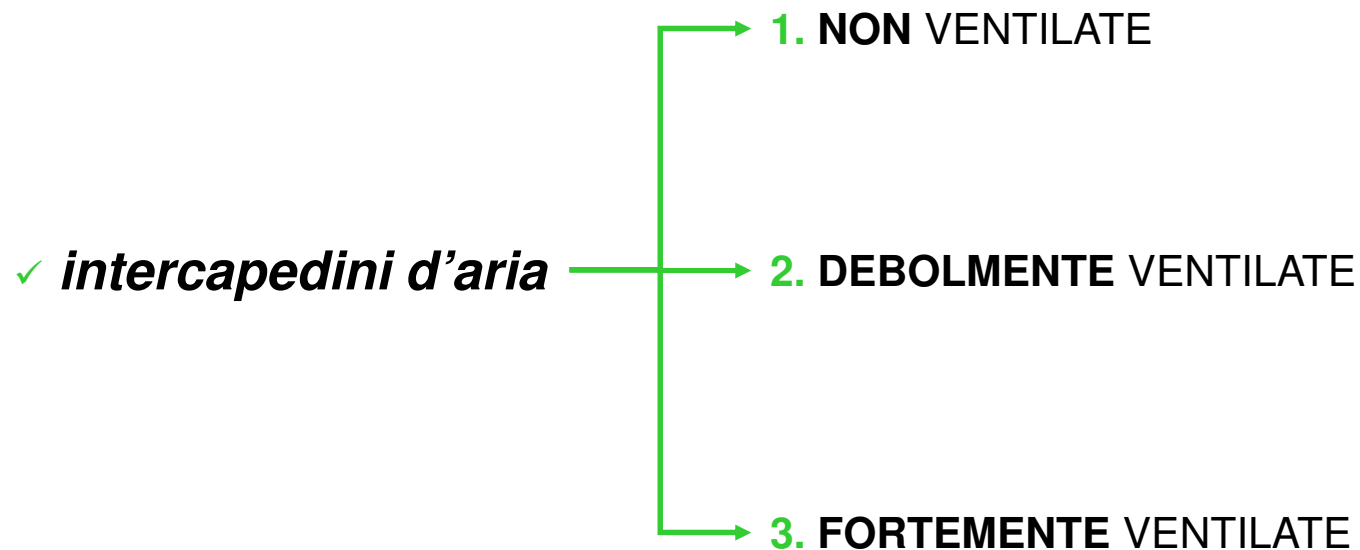 1. NON VENTILATE
✓ intercapedini d’aria
2. DEBOLMENTE VENTILATE
3. FORTEMENTE VENTILATE